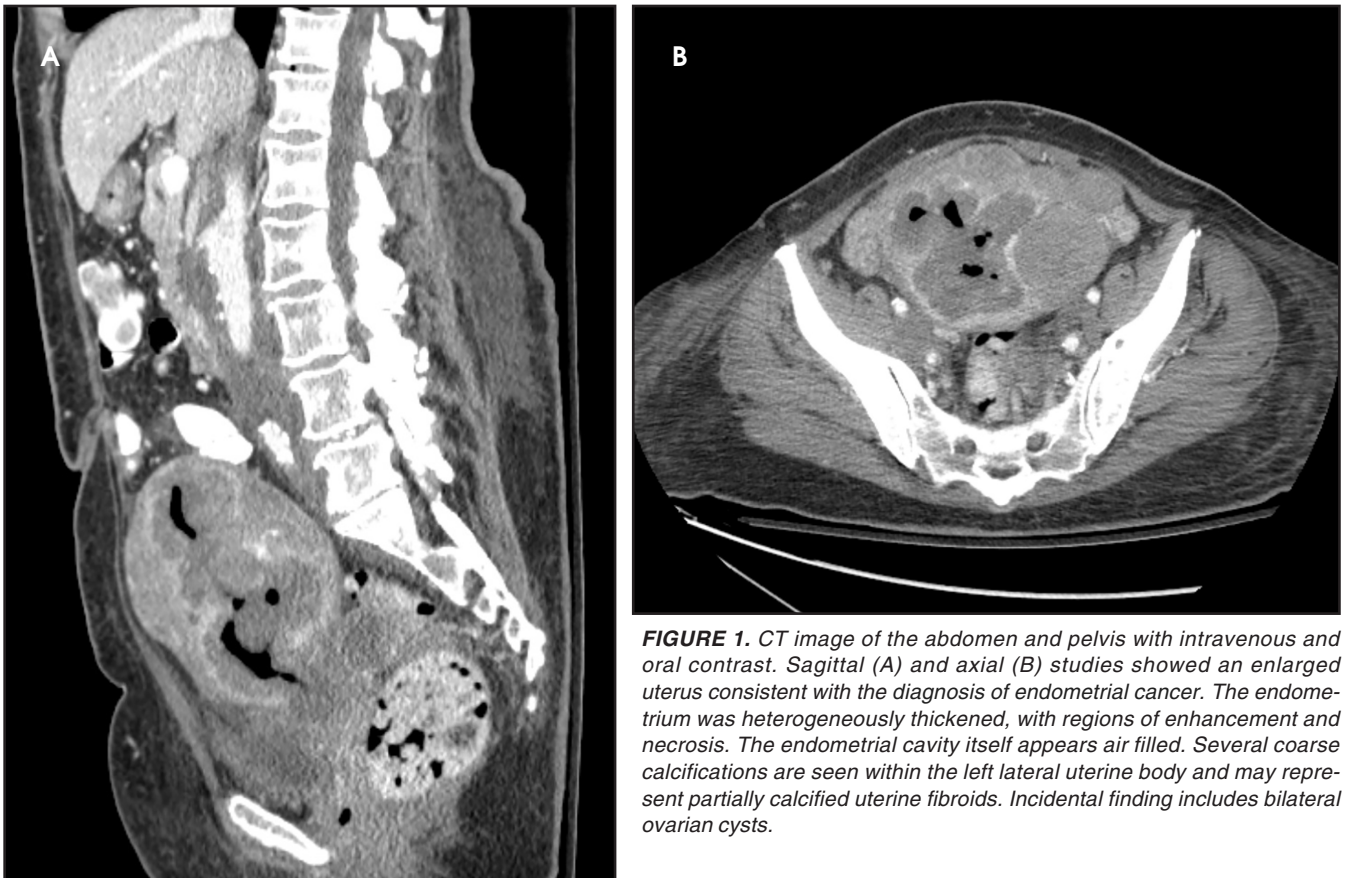 A
B
FIGURE 1. CT image of the abdomen and pelvis with intravenous and
oral contrast. Sagittal (A) and axial (B) studies showed an enlarged
uterus consistent with the diagnosis of endometrial cancer. The endome-
trium was heterogeneously thickened, with regions of enhancement and
necrosis. The endometrial cavity itself appears air filled. Several coarse
calcifications are seen within the left lateral uterine body and may repre-
sent partially calcified uterine fibroids. Incidental finding includes bilateral
ovarian cysts.